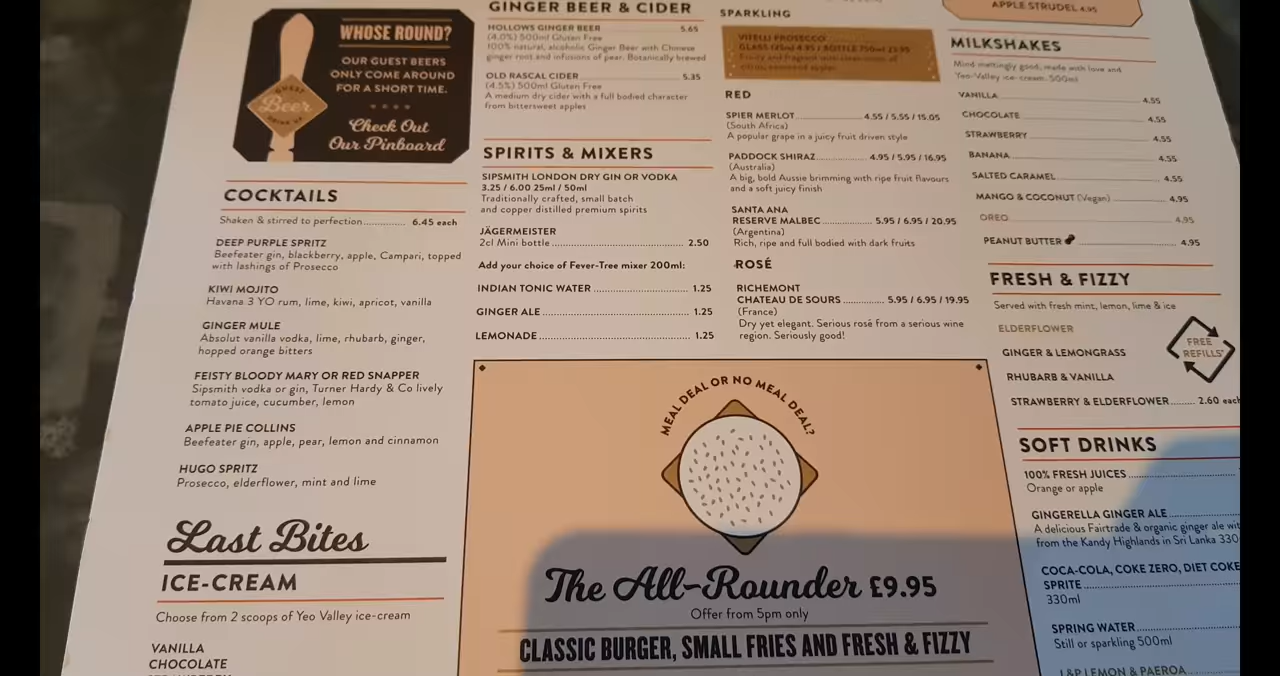 WHOSE ROUND?
OUR GUEST BEERS
ONLY COME AROUND
FOR A SHORT TIME.
Check Out
Our Pinboard
GUEST
Beer
COCKTAILS
Shaken & stirred to perfection.............. 6.45 each
DEEP PURPLE SPRITZ
Beefeater gin, blackberry, apple, Campari, topped
with lashings of Prosecco
KIWI MOJITO
Havana 3 YO rum, lime, kiwi, apricot, vanilla
GINGER MULE
Absolut vanilla vodka, lime, rhubarb, ginger,
hopped orange bitters
FEISTY BLOODY MARY OR RED SNAPPER
Sipsmith vodka or gin, Turner Hardy & Co lively
tomato juice, cucumber, lemon
APPLE PIE COLLINS
Beefeater gin, apple, pear, lemon and cinnamon
HUGO SPRITZ
Prosecco, elderflower, mint and lime
Last Bites
ICE-CREAM
Choose from 2 scoops of Yeo Valley ice-cream
VANILLA
CHOCOLATE
GINGER BEER & CIDER
HOLLOWS GINGER BEER 5.65
(4.0%) 500ml Gluten Free
100% natural, alcoholic Ginger Beer with Chinese
ginger root and infusions of pear. Botanically brewed
OLD RASCAL CIDER 5.35
(4.5%) 500ml Gluten Free
A medium dry cider with a full bodied character
from bittersweet apples
SPIRITS & MIXERS
SIPSMITH LONDON DRY GIN OR VODKA
3.25 / 6.00 25ml / 50ml
Traditionally crafted, small batch
and copper distilled premium spirits
JÄGERMEISTER
2cl Mini bottle 2.50
Add your choice of Fever-Tree mixer 200ml:
INDIAN TONIC WATER 1.25
GINGER ALE 1.25
LEMONADE 1.25
SPARKLING
VITELLI PROSECCO
RED
SPIER MERLOT 4.55 / 5.55 / 15.05
(South Africa)
A popular grape in a juicy fruit driven style
PADDOCK SHIRAZ 4.95 / 5.95 / 16.95
(Australia)
A big, bold Aussie brimming with ripe fruit flavours
and a soft juicy finish
SANTA ANA
RESERVE MALBEC 5.95 / 6.95 / 20.95
(Argentina)
Rich, ripe and full bodied with dark fruits
ROSÉ
RICHEMONT
CHATEAU DE SOURS 5.95 / 6.95 / 19.95
(France)
Dry yet elegant. Serious rosé from a serious wine
region. Seriously good!
APPLE STRUDEL 4.95
MILKSHAKES
Mind-meltingly good, made with love and
Yeo Valley ice-cream. 500ml
VANILLA 4.55
CHOCOLATE 4.55
STRAWBERRY 4.55
BANANA 4.55
SALTED CARAMEL 4.55
MANGO & COCONUT (Vegan) 4.95
OREO 4.95
PEANUT BUTTER 4.95
FRESH & FIZZY
Served with fresh mint, lemon, lime & ice
ELDERFLOWER
GINGER & LEMONGRASS
RHUBARB & VANILLA
STRAWBERRY & ELDERFLOWER 2.60 each
FREE
REFILLS
SOFT DRINKS
100% FRESH JUICES
Orange or apple
GINGERELLA GINGER ALE
A delicious Fairtrade & organic ginger ale wit
from the Kandy Highlands in Sri Lanka 330
COCA-COLA, COKE ZERO, DIET COKE
SPRITE
330ml
SPRING WATER
Still or sparkling 500ml
L&P LEMON & PAEROA
MEAL DEAL OR NO MEAL DEAL?
The All-Rounder £9.95
Offer from 5pm only
CLASSIC BURGER, SMALL FRIES AND FRESH & FIZZY